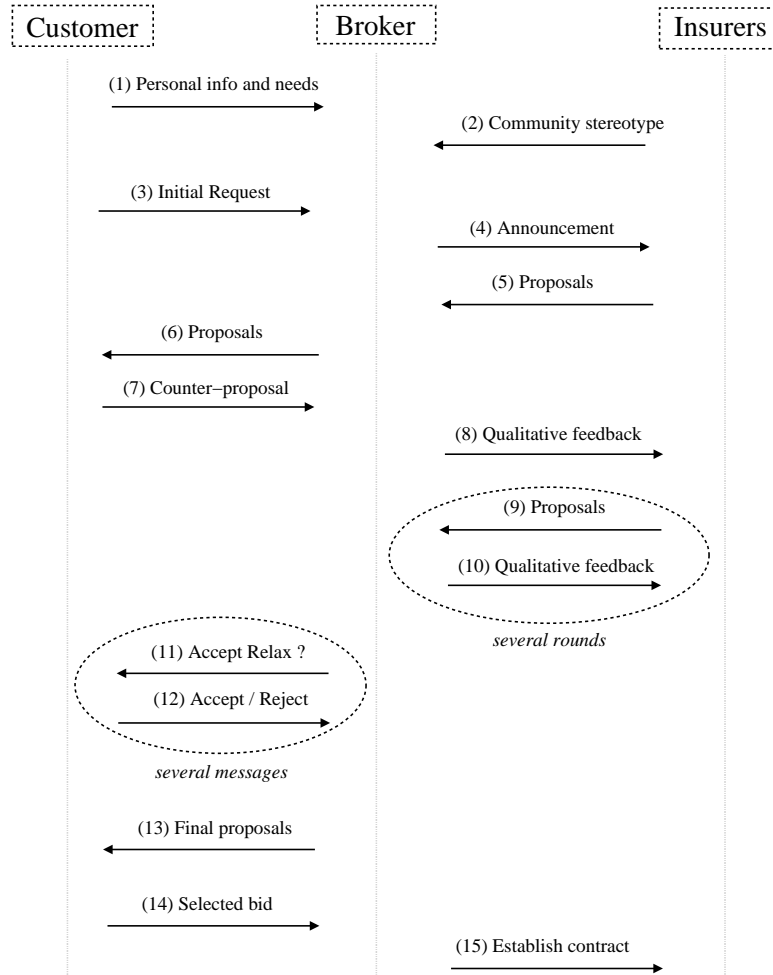 Customer
Broker
Insurers
(1) Personal info and needs
(2) Community stereotype
(3) Initial Request
(4) Announcement
(5) Proposals
(6) Proposals
(7) Counter−proposal
(8) Qualitative feedback
(9) Proposals
(10) Qualitative feedback
several rounds
(11) Accept Relax ?
(12) Accept / Reject
several messages
(13) Final proposals
(14) Selected bid
(15) Establish contract